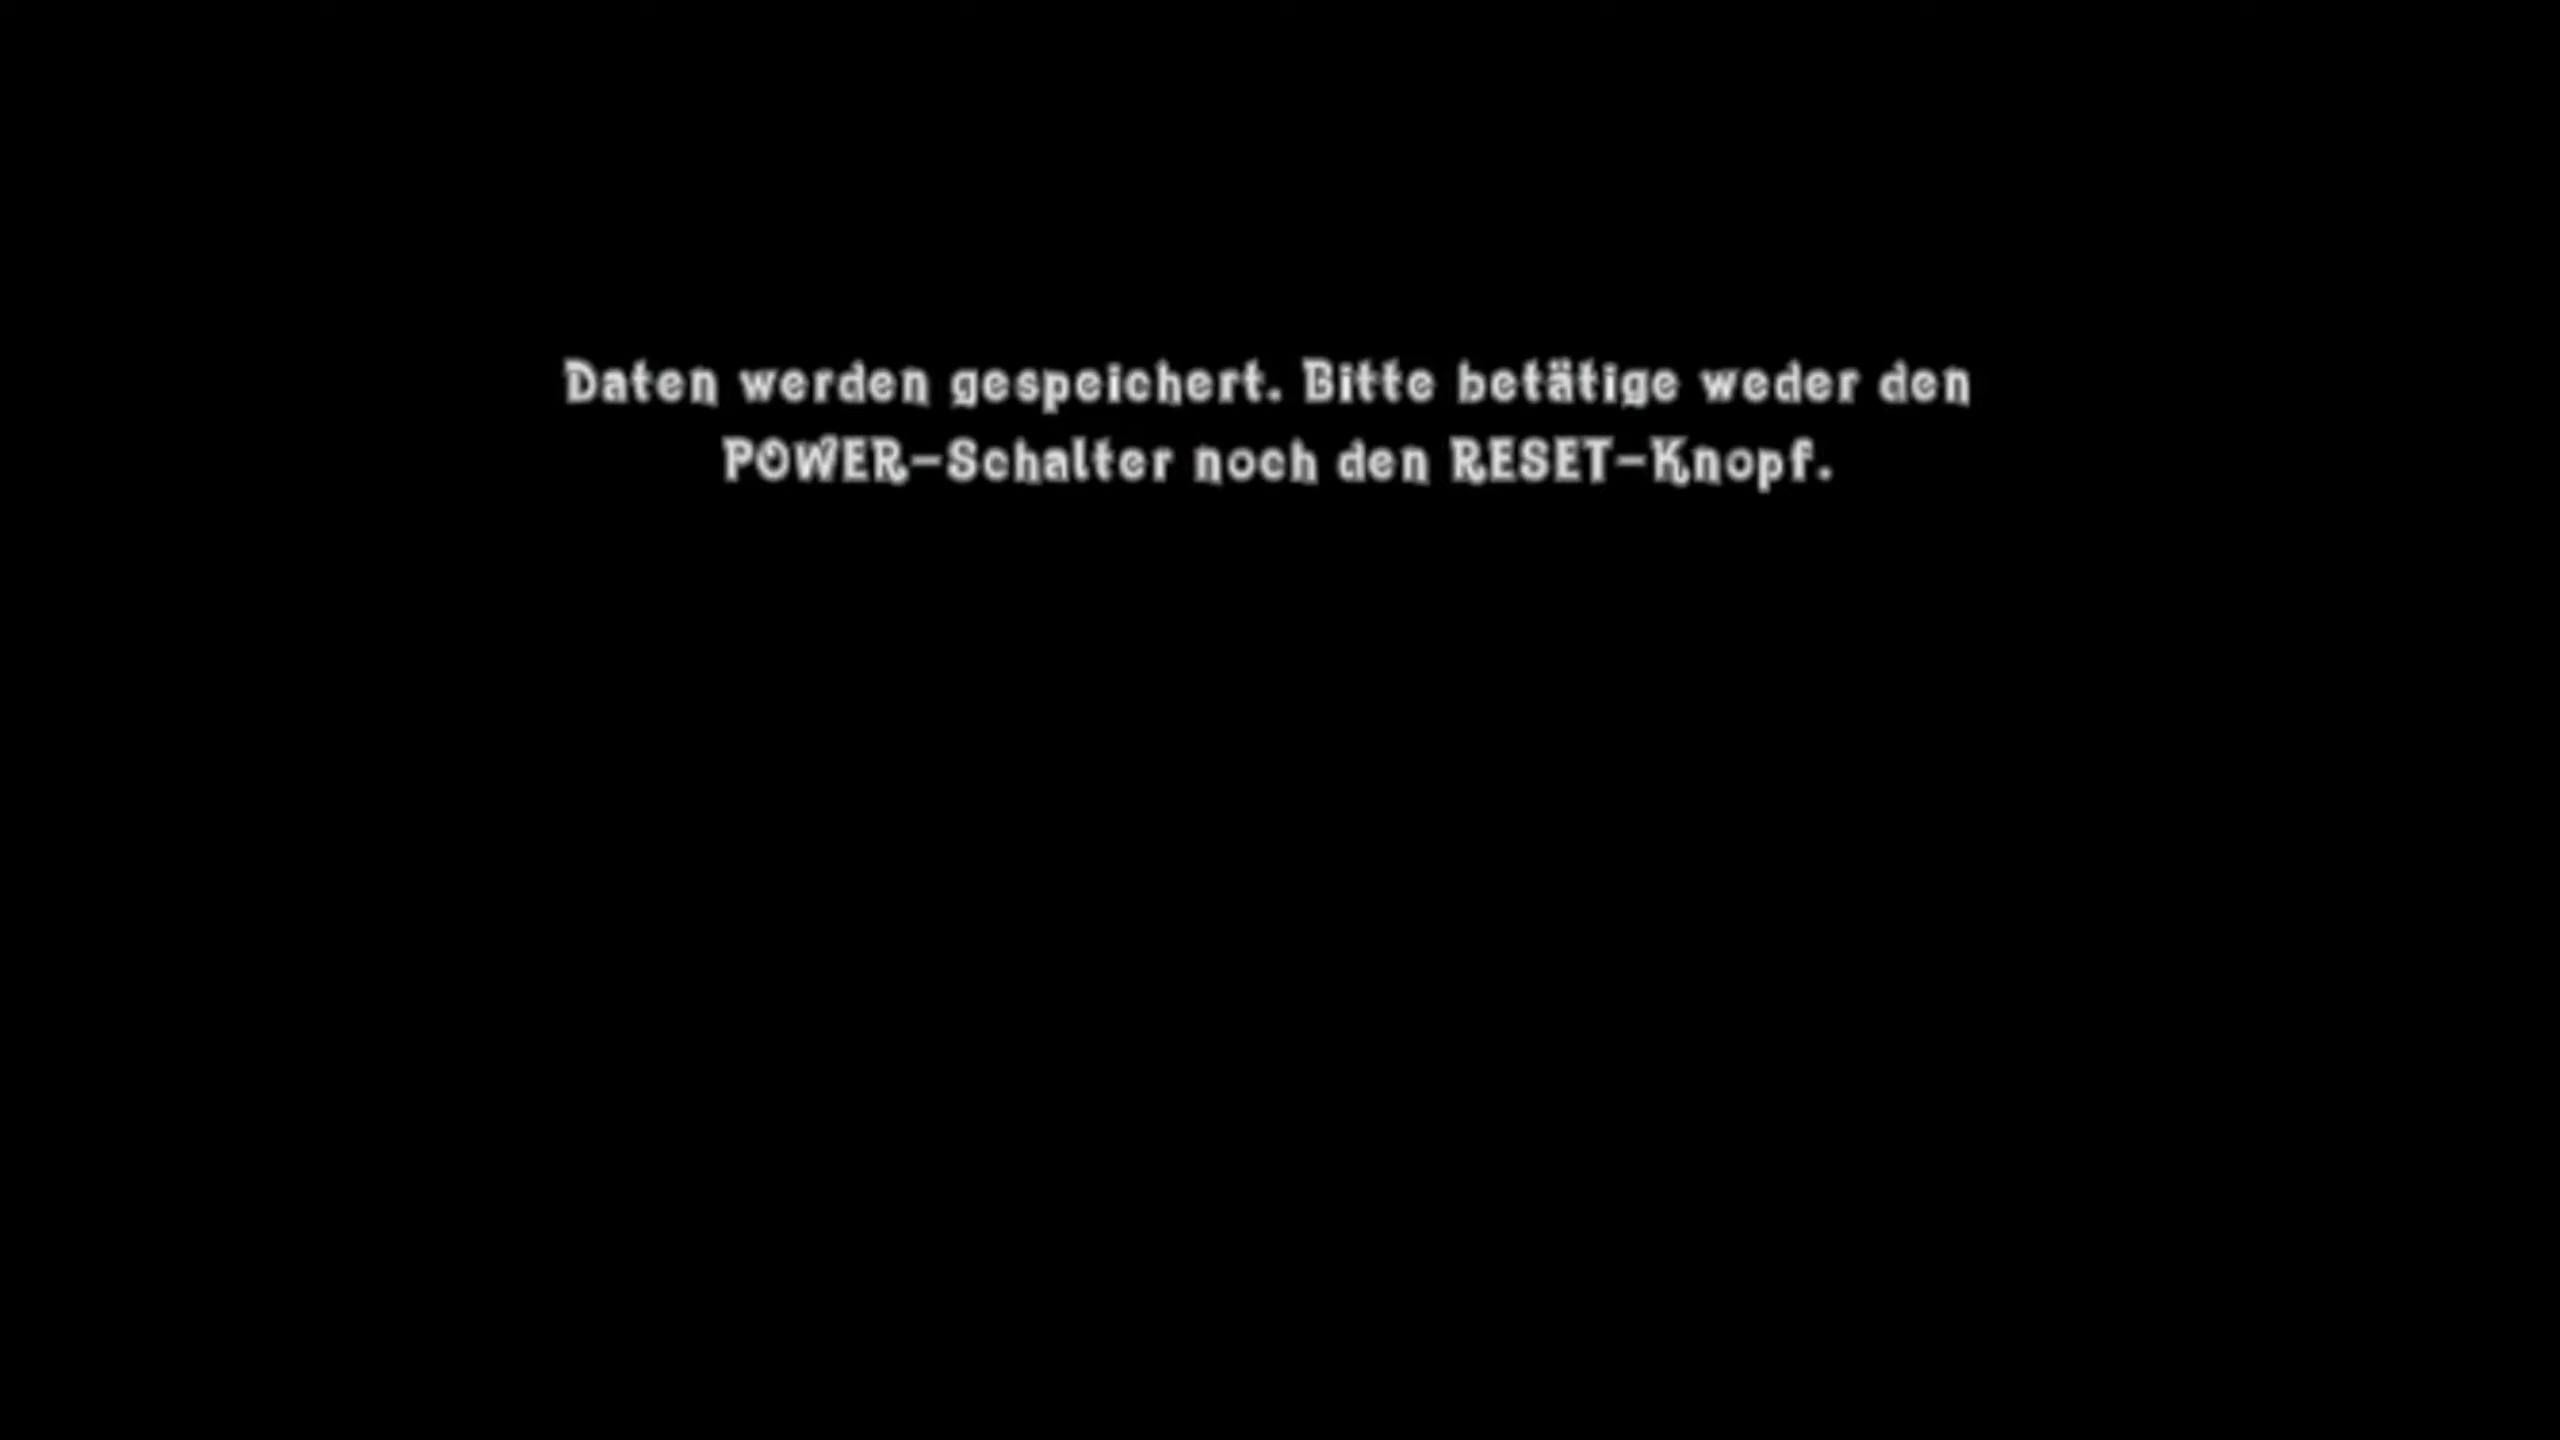 Daten werden gespeichert. Bitte betätige weder den
POWER-Schalter noch den RESET-Knopf.